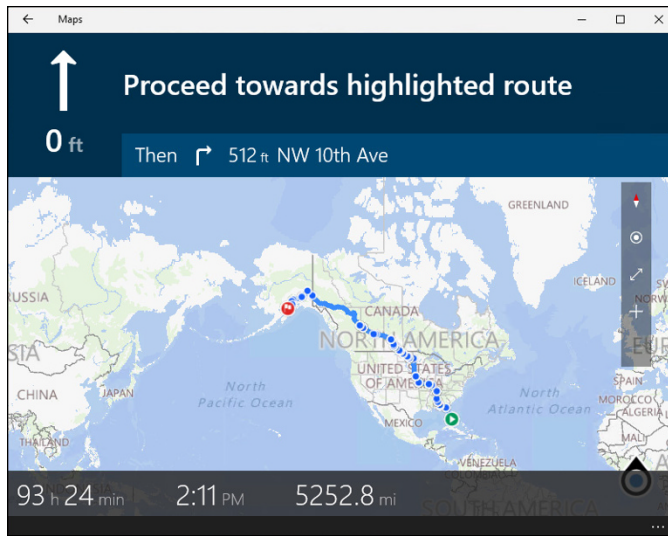 Maps
Proceed towards highlighted route
0 ft
Then 512 ft NW 10th Ave
GREENLAND
ICELAND
RUSSIA
CANADA
NORTH AMERICA
UNITED STATES
OF AMERICA
CHINA
JAPAN
North
Pacific Ocean
North
Atlantic Ocean
SPAIN
MOROCCO
ALGERIA
MEXICO
MALI
THAILAND
VENEZUELA
SOUTH AMERICA
93 h 24 min 2:11 PM 5252.8 mi